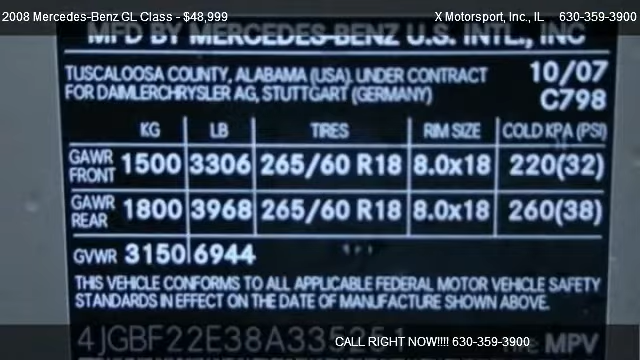 2008 Mercedes-Benz GL Class - $48,999 X Motorsport, Inc., IL 630-359-3900
MFD BY MERCEDES-BENZ U.S. INTL., INC
TUSCALOOSA COUNTY, ALABAMA (USA). UNDER CONTRACT 10/07
FOR DAIMLERCHRYSLER AG, STUTTGART (GERMANY) C798
KG LB TIRES RIM SIZE COLD KPA (PSI)
GAWR FRONT 1500 3306 265/60 R18 8.0x18 220(32)
GAWR REAR 1800 3968 265/60 R18 8.0x18 260(38)
GVWR 3150 6944
THIS VEHICLE CONFORMS TO ALL APPLICABLE FEDERAL MOTOR VEHICLE SAFETY
STANDARDS IN EFFECT ON THE DATE OF MANUFACTURE SHOWN ABOVE.
4JGBF22E38A335251 MPV
CALL RIGHT NOW!!!! 630-359-3900